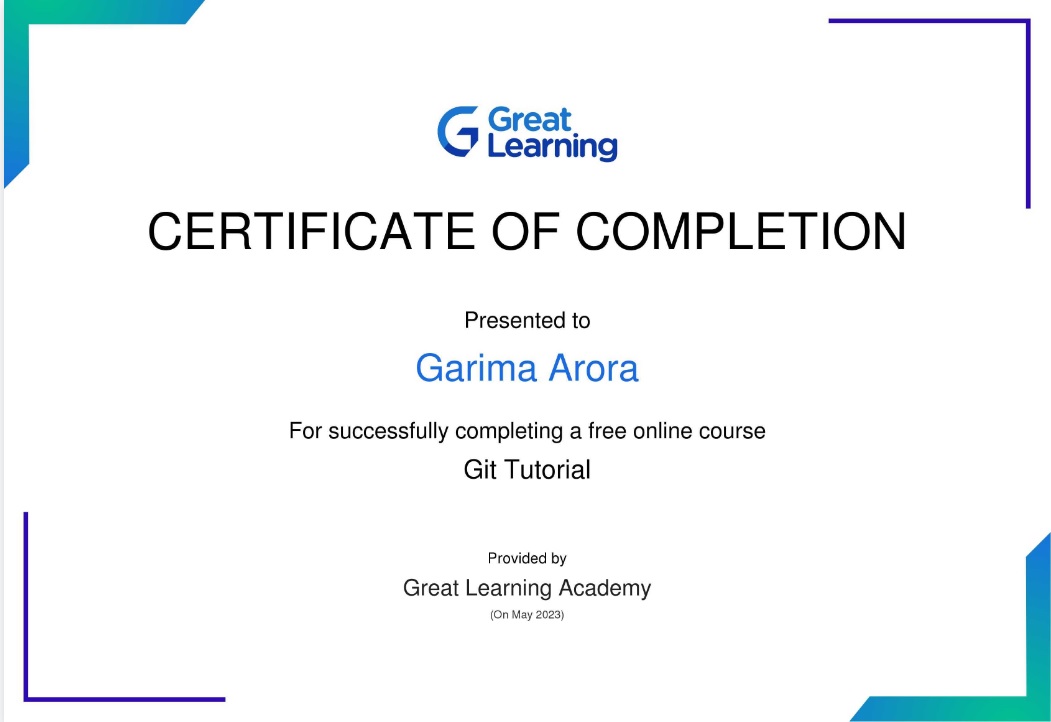 Great
Learning
CERTIFICATE OF COMPLETION
Presented to
Garima Arora
For successfully completing a free online course
Git Tutorial
Provided by
Great Learning Academy
(On May 2023)